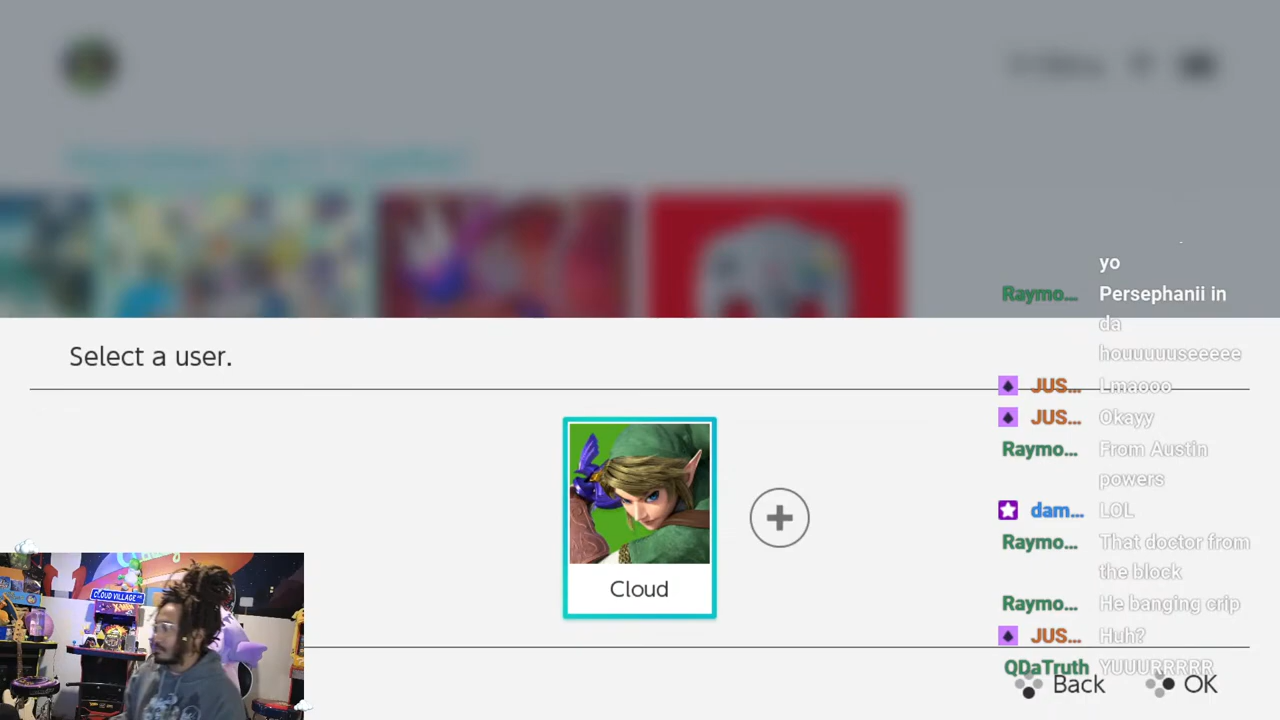 yo
Raymo... Persephanii in
da
houuuuuseeeee
Select a user.
JUS... Lmaooo
JUS... Okayy
Raymo... From Austin
powers
dam... LOL
Raymo... That doctor from
the block
Cloud
Raymo... He banging crip
JUS... Huh?
QDaTruth YUUURRRRR
Back OK
CLOUD VILLAGE